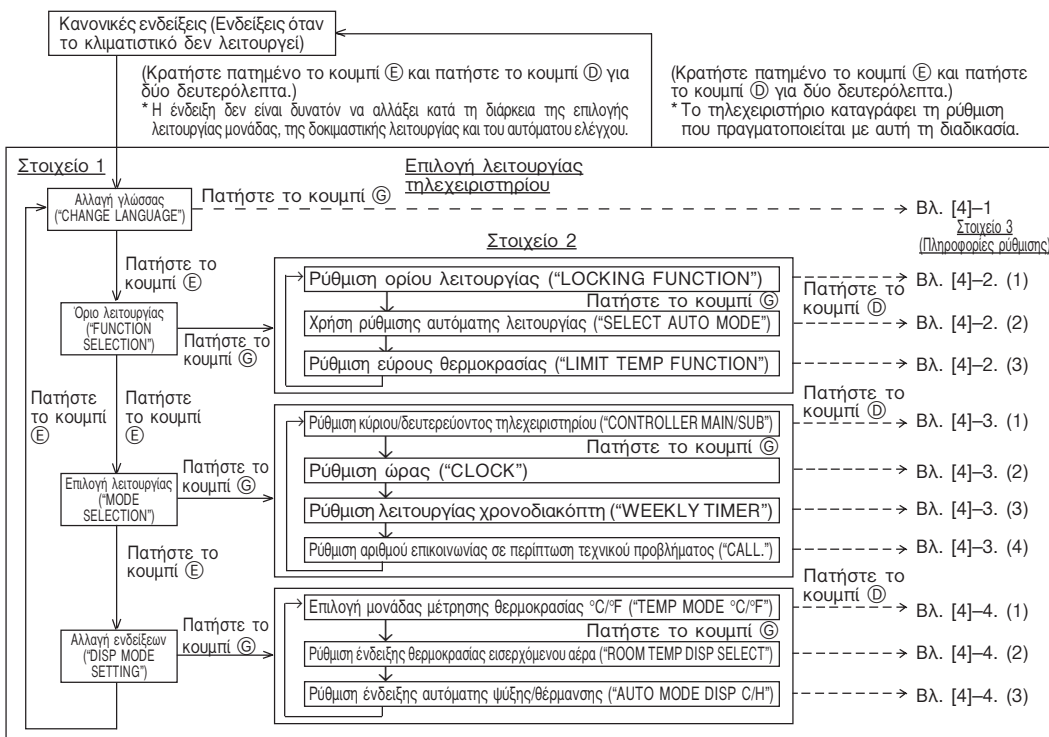 Κανονικές ενδείξεις (Ενδείξεις όταν
το κλιματιστικό δεν λειτουργεί)
(Κρατήστε πατημένο το κουμπί Ⓔ και πατήστε το κουμπί Ⓓ για
δύο δευτερόλεπτα.)
* Η ένδειξη δεν είναι δυνατόν να αλλάξει κατά τη διάρκεια της επιλογής
λειτουργίας μονάδας, της δοκιμαστικής λειτουργίας και του αυτόματου ελέγχου.
(Κρατήστε πατημένο το κουμπί Ⓔ και πατήστε
το κουμπί Ⓓ για δύο δευτερόλεπτα.)
* Το τηλεχειριστήριο καταγράφει τη ρύθμιση
που πραγματοποιείται με αυτή τη διαδικασία.
Στοιχείο 1
Επιλογή λειτουργίας
τηλεχειριστηρίου
Αλλαγή γλώσσας
("CHANGE LANGUAGE")
Πατήστε το κουμπί Ⓖ
Βλ. [4]–1
Στοιχείο 3
(Πληροφορίες ρύθμισης)
Στοιχείο 2
Πατήστε το
κουμπί Ⓔ
Όριο λειτουργίας
("FUNCTION
SELECTION")
Πατήστε το
κουμπί Ⓖ
Ρύθμιση ορίου λειτουργίας ("LOCKING FUNCTION")
Πατήστε το κουμπί Ⓖ
Πατήστε το
κουμπί Ⓓ
Βλ. [4]–2. (1)
Χρήση ρύθμισης αυτόματης λειτουργίας ("SELECT AUTO MODE")
Βλ. [4]–2. (2)
Ρύθμιση εύρους θερμοκρασίας ("LIMIT TEMP FUNCTION")
Βλ. [4]–2. (3)
Πατήστε
το κουμπί
Ⓔ
Πατήστε
το κουμπί
Ⓔ
Πατήστε το
κουμπί Ⓓ
Ρύθμιση κύριου/δευτερεύοντος τηλεχειριστηρίου ("CONTROLLER MAIN/SUB")
Βλ. [4]–3. (1)
Πατήστε το κουμπί Ⓖ
Επιλογή λειτουργίας
("MODE
SELECTION")
Πατήστε το
κουμπί Ⓖ
Ρύθμιση ώρας ("CLOCK")
Βλ. [4]–3. (2)
Ρύθμιση λειτουργίας χρονοδιακόπτη ("WEEKLY TIMER")
Βλ. [4]–3. (3)
Ρύθμιση αριθμού επικοινωνίας σε περίπτωση τεχνικού προβλήματος ("CALL.")
Βλ. [4]–3. (4)
Πατήστε το
κουμπί Ⓔ
Πατήστε το
κουμπί Ⓓ
Επιλογή μονάδας μέτρησης θερμοκρασίας °C/°F ("TEMP MODE °C/°F")
Βλ. [4]–4. (1)
Πατήστε το κουμπί Ⓖ
Αλλαγή ενδείξεων
("DISP MODE
SETTING")
Πατήστε το
κουμπί Ⓖ
Ρύθμιση ένδειξης θερμοκρασίας εισερχόμενου αέρα ("ROOM TEMP DISP SELECT")
Βλ. [4]–4. (2)
Ρύθμιση ένδειξης αυτόματης ψύξης/θέρμανσης ("AUTO MODE DISP C/H")
Βλ. [4]–4. (3)